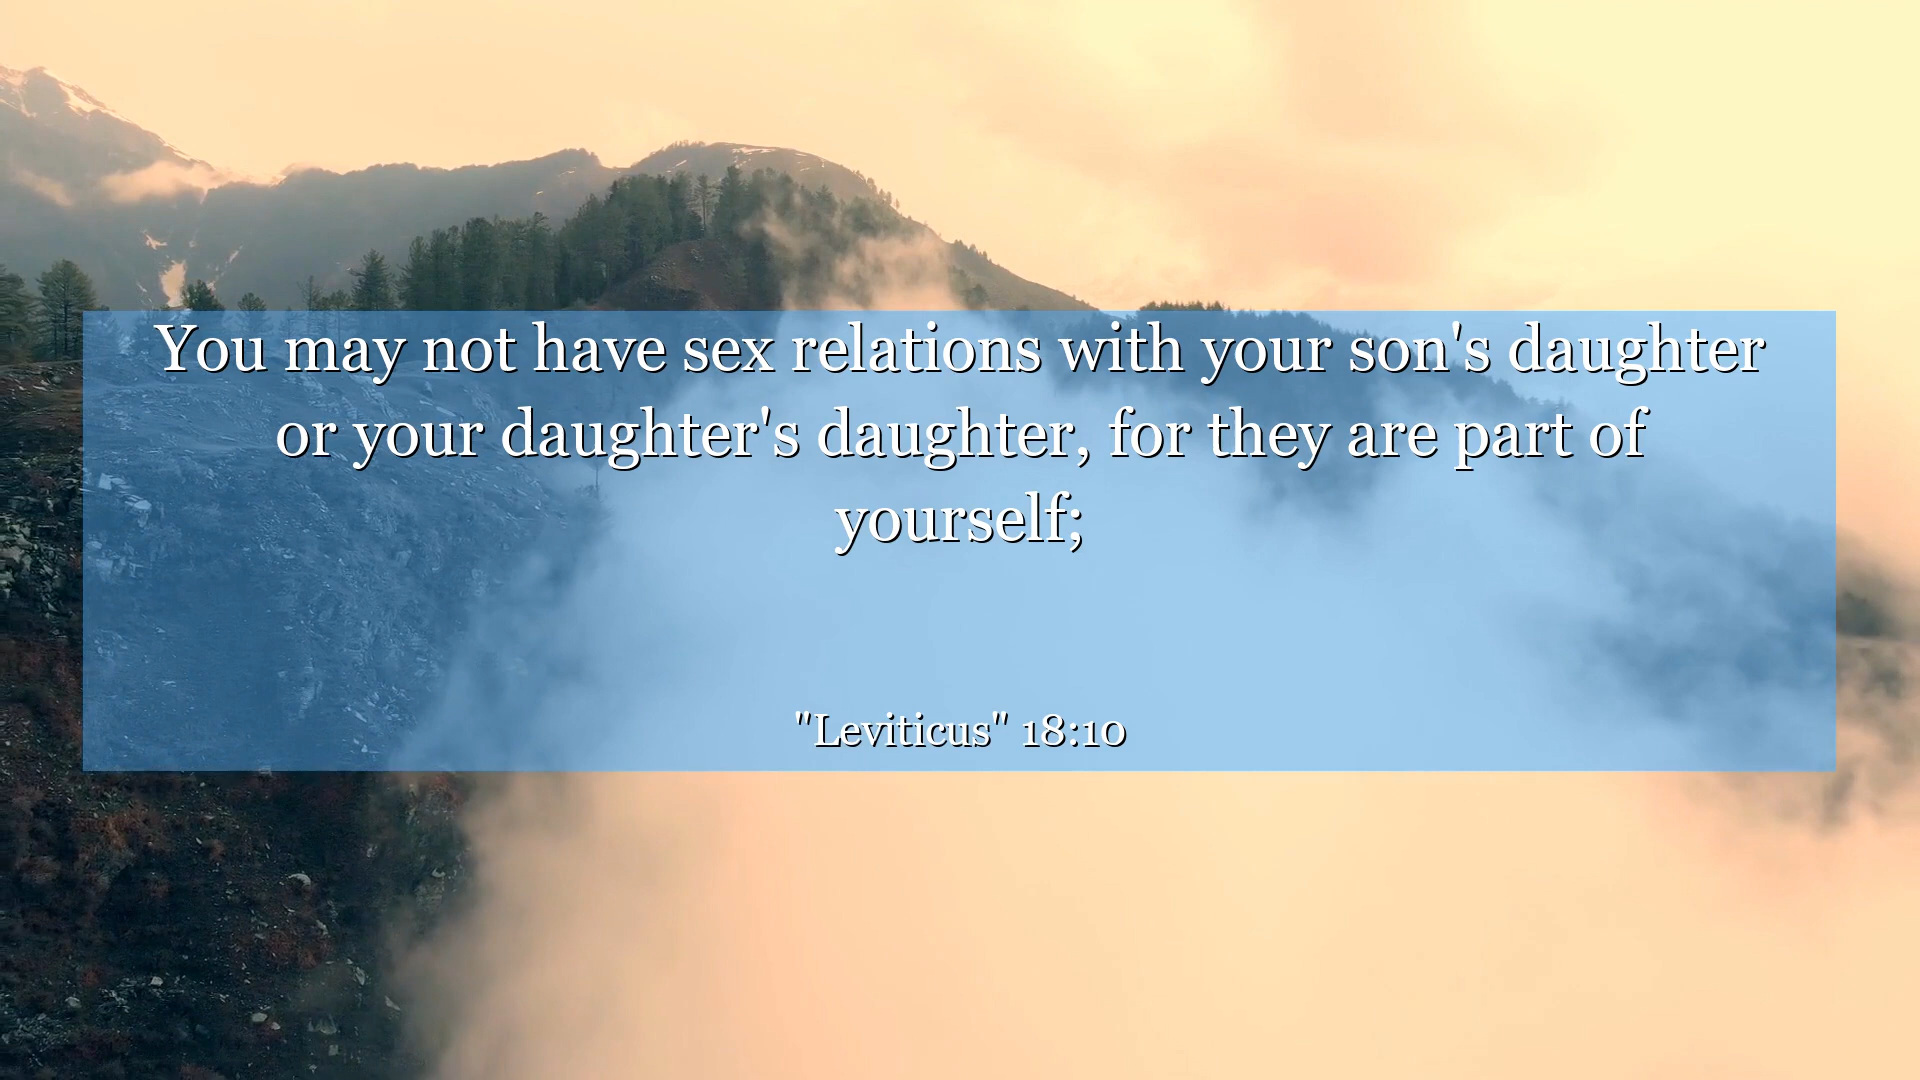 You may not have sex relations with your son's daughter
or your daughter's daughter, for they are part of
yourself;
"Leviticus" 18:10